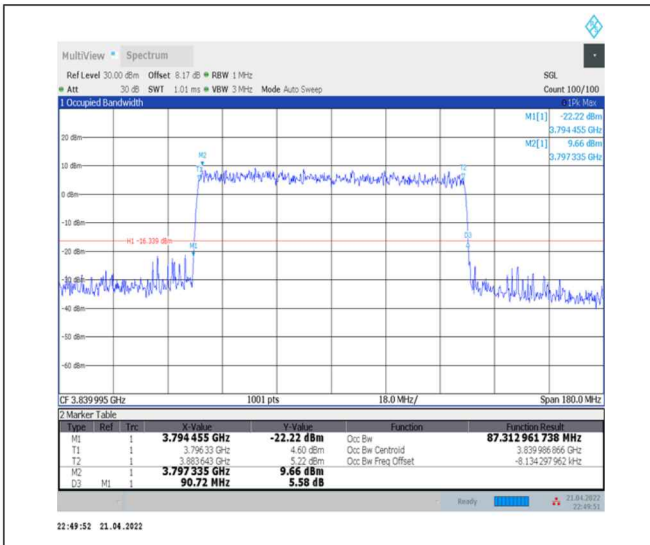 MultiView Spectrum
Ref Level 30.00 dBm Offset 8.17 dB RBW 1 MHz SGL
Att 30 dB SWT 1.01 ms VBW 3 MHz Mode Auto Sweep Count 100/100
1 Occupied Bandwidth 1Pk Max
M1[1] -22.22 dBm
3.794 455 GHz
M2[1] 9.66 dBm
3.797 335 GHz
20 dBm
10 dBm
0 dBm
-10 dBm
-20 dBm
-30 dBm
-40 dBm
-50 dBm
-60 dBm
M2
T1
T2
H1 -16.339 dBm
M1
D3
CF 3.839 995 GHz 1001 pts 18.0 MHz/ Span 180.0 MHz
2 Marker Table
Type Ref Trc X-Value Y-Value Function Function Result
M1 1 3.794 455 GHz -22.22 dBm Occ Bw 87.312 961 738 MHz
T1 1 3.796 33 GHz 4.60 dBm Occ Bw Centroid 3.839 986 866 GHz
T2 1 3.883 643 GHz 5.22 dBm Occ Bw Freq Offset -8.134 297 962 kHz
M2 1 3.797 335 GHz 9.66 dBm
D3 M1 1 90.72 MHz 5.58 dB
Ready 21.04.2022
22:49:51
22:49:52 21.04.2022